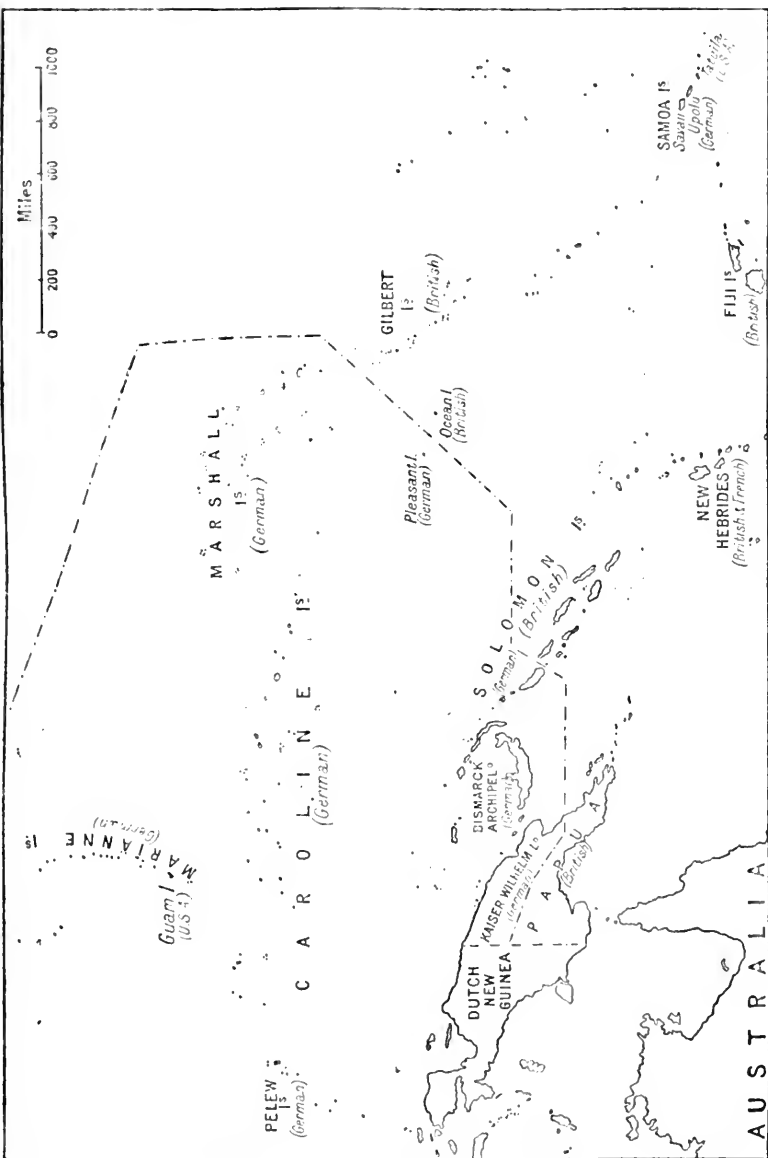 Miles
0 200 400 600 800 1000
MARIANNE Is
(German)
Guam I
(U.S.A.)
MARSHALL
Is
(German)
PELEW
Is
(German)
CAROLINE Is
(German)
GILBERT
Is
(British)
Pleasant I.
(German)
Ocean I
(British)
DUTCH
NEW
GUINEA
KAISER WILHELM LD
(German)
BISMARCK
ARCHIPELO
(German)
SOLOMON Is
(German) (British)
PAPUA
(British)
SAMOA Is
Savaii
Upolu
(German)
Tutuila
(U.S.A.)
NEW
HEBRIDES
(British & French)
FIJI Is
(British)
AUSTRALIA